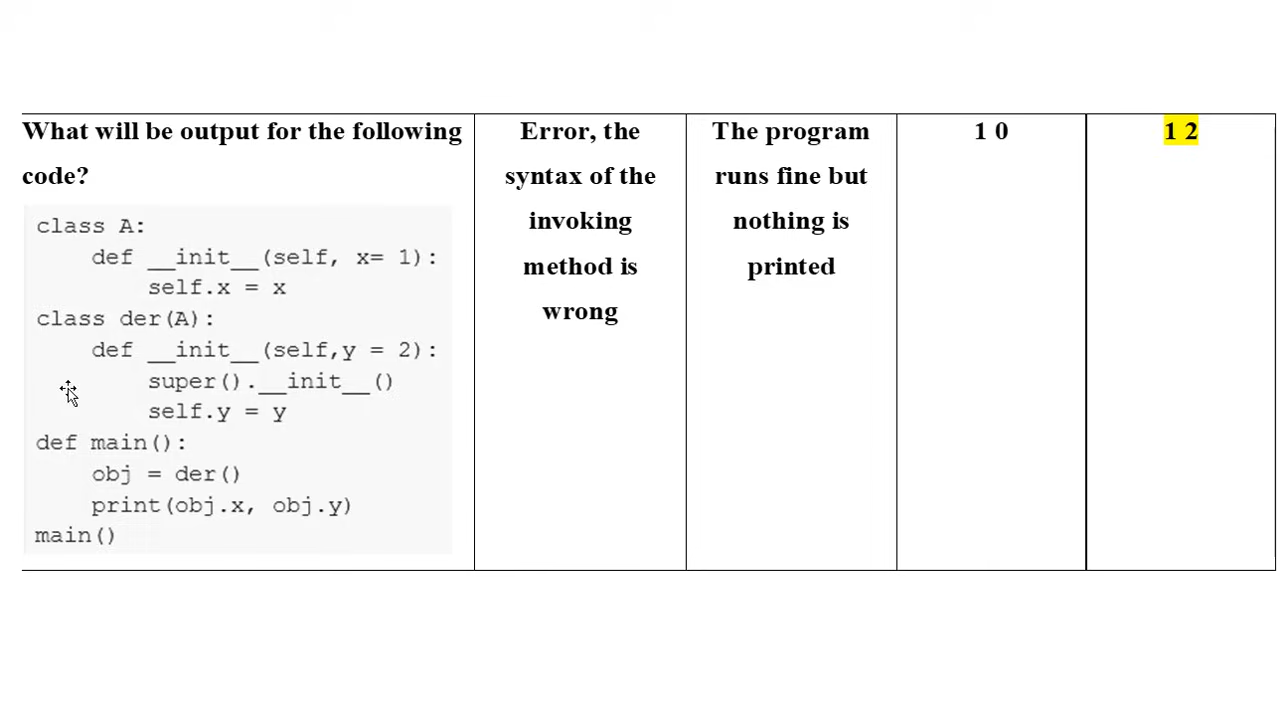 What will be output for the following
code?
class A:
    def __init__(self, x= 1):
        self.x = x
class der(A):
    def __init__(self,y = 2):
        super().__init__()
        self.y = y
def main():
    obj = der()
    print(obj.x, obj.y)
main()
Error, the
syntax of the
invoking
method is
wrong
The program
runs fine but
nothing is
printed
1 0
1 2